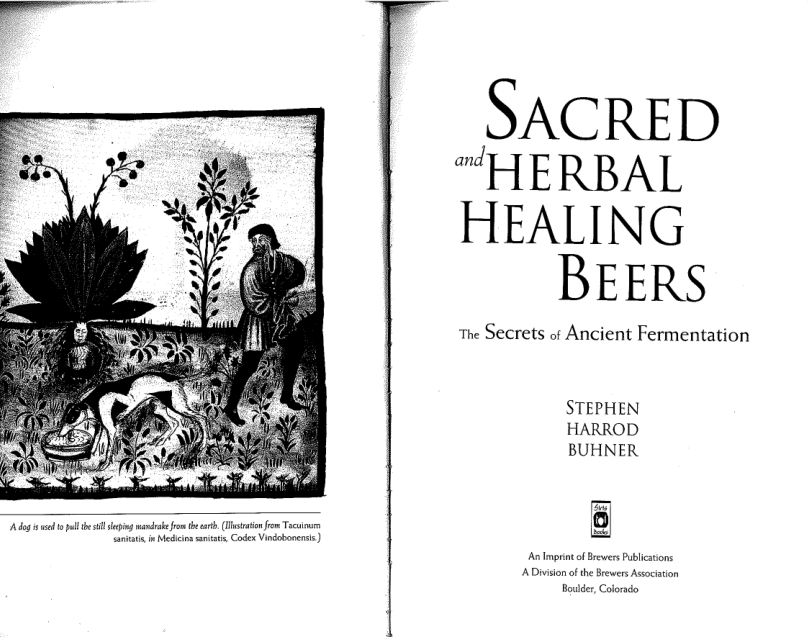 A dog is used to pull the still sleeping mandrake from the earth. (Illustration from Tacuinum
sanitatis, in Medicina sanitatis, Codex Vindobonensis.)
SACRED
and HERBAL
HEALING
BEERS
The Secrets of Ancient Fermentation
STEPHEN
HARROD
BUHNER
Siris
Books
An Imprint of Brewers Publications
A Division of the Brewers Association
Boulder, Colorado